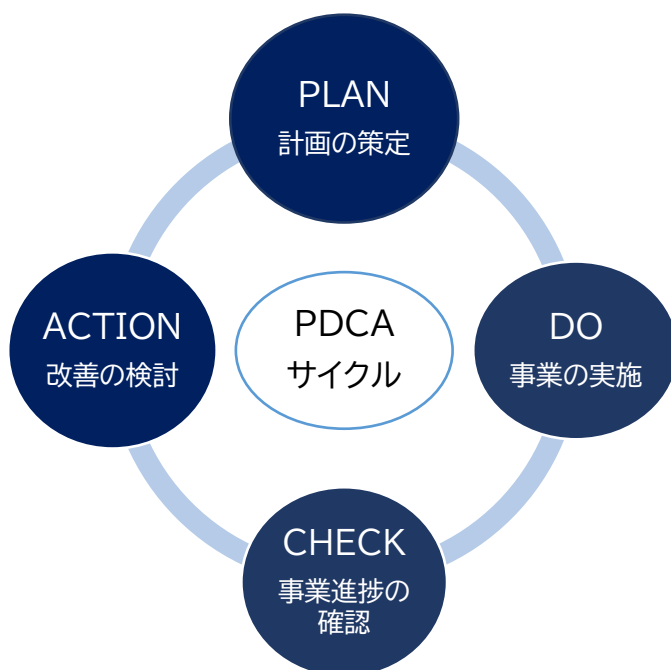 PLAN
計画の策定
ACTION
改善の検討
PDCA
サイクル
DO
事業の実施
CHECK
事業進捗の
確認